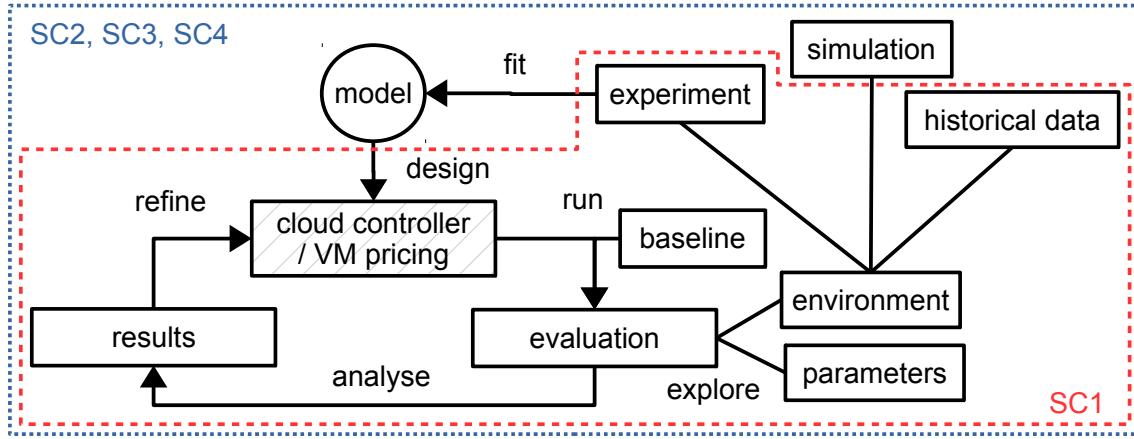 SC2, SC3, SC4
simulation
fit
model
experiment
historical data
design
refine
run
cloud controller
/ VM pricing
baseline
environment
results
evaluation
analyse
explore
parameters
SC1